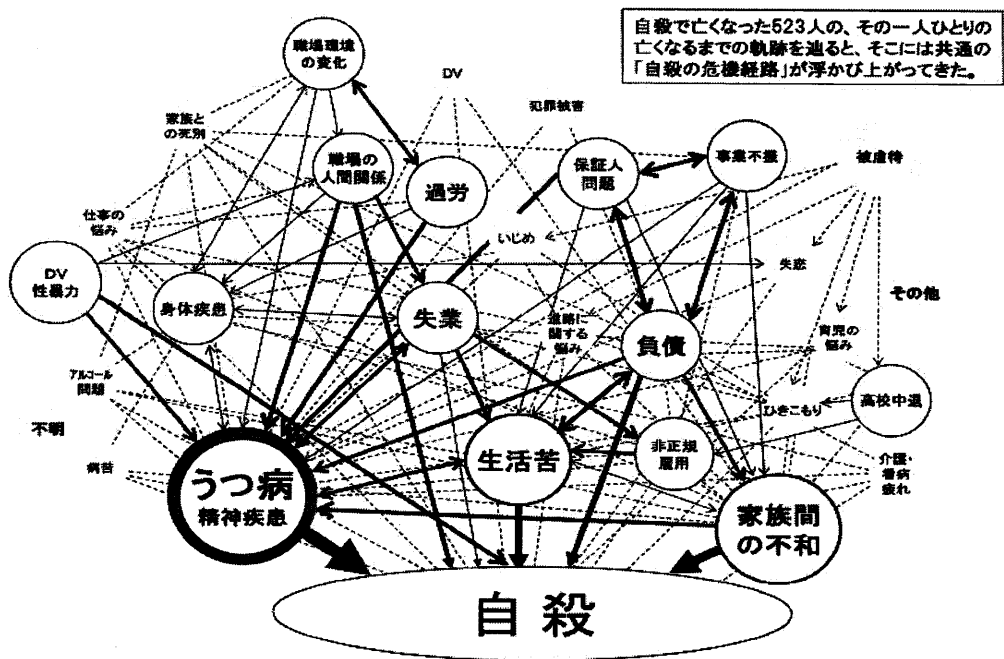 自殺で亡くなった523人の、その一人ひとりの
亡くなるまでの軌跡を辿ると、そこには共通の
「自殺の危機経路」が浮かび上がってきた。
職場環境
の変化
DV
犯罪被害
家族と
の死別
職場の
人間関係
過労
保証人
問題
事業不振
被虐待
仕事の
悩み
いじめ
DV
性暴力
身体疾患
失業
進路に
関する
悩み
負債
失恋
その他
育児の
悩み
アルコール
問題
ひきこもり
高校中退
不明
病苦
うつ病
精神疾患
生活苦
非正規
雇用
介護・
看病
疲れ
家族間
の不和
自殺